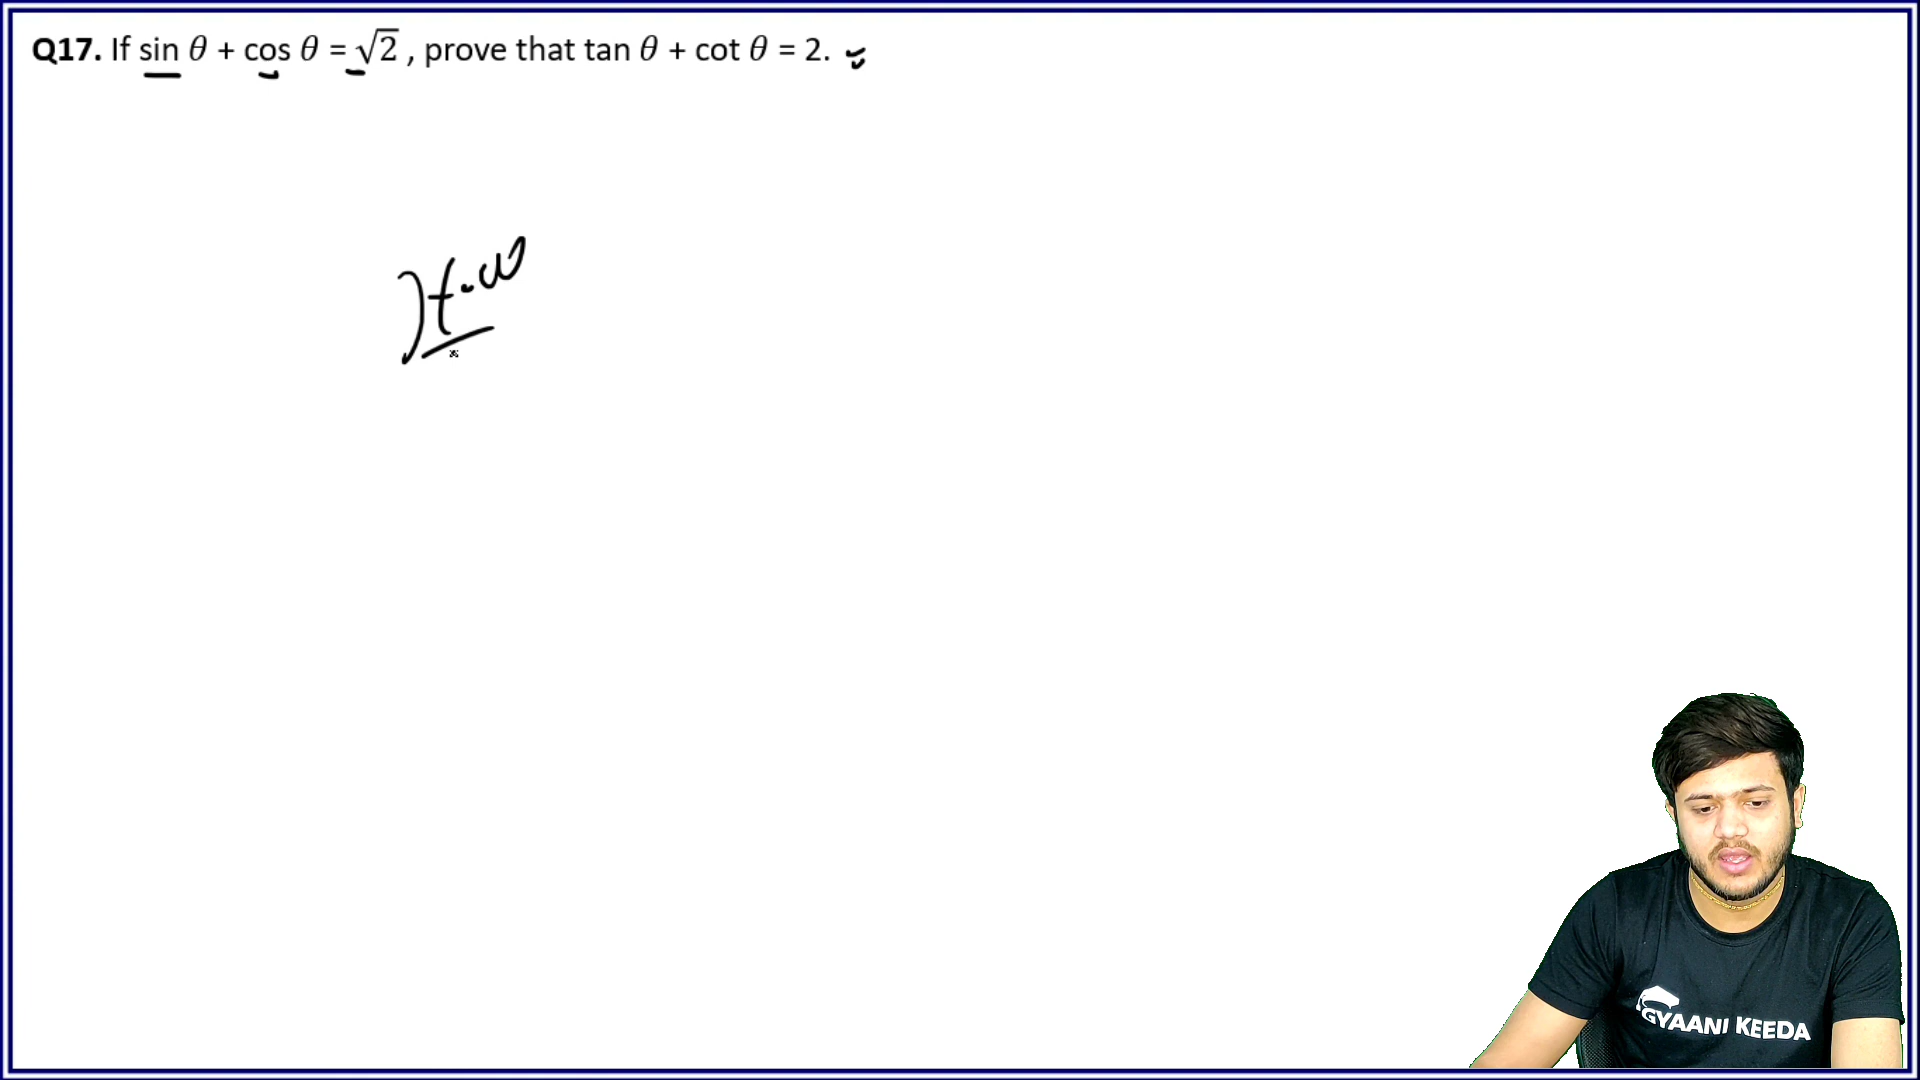 Q17. If sin θ + cos θ = √2 , prove that tan θ + cot θ = 2.
H.W
GYAANI KEEDA